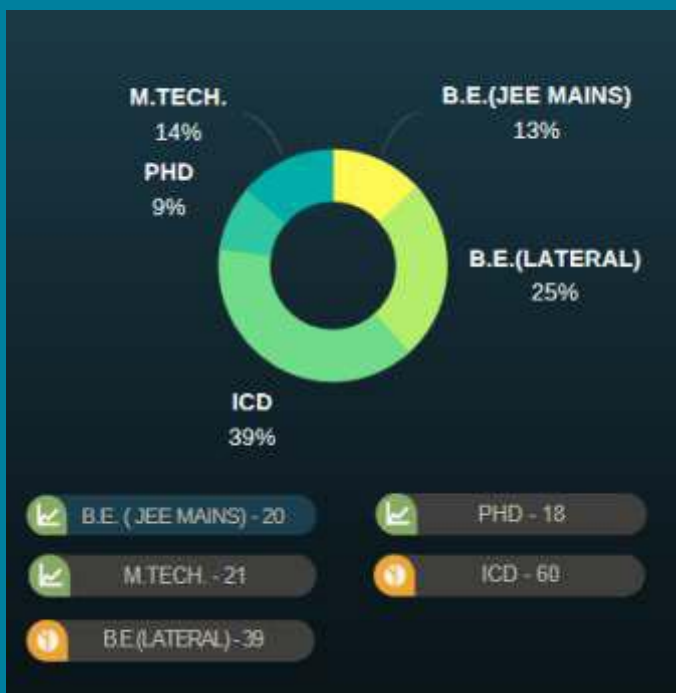 M.TECH.
14%
B.E.(JEE MAINS)
13%
PHD
9%
B.E.(LATERAL)
25%
ICD
39%
B.E. ( JEE MAINS) - 20
PHD - 18
M.TECH. - 21
ICD - 60
B.E.(LATERAL) - 39